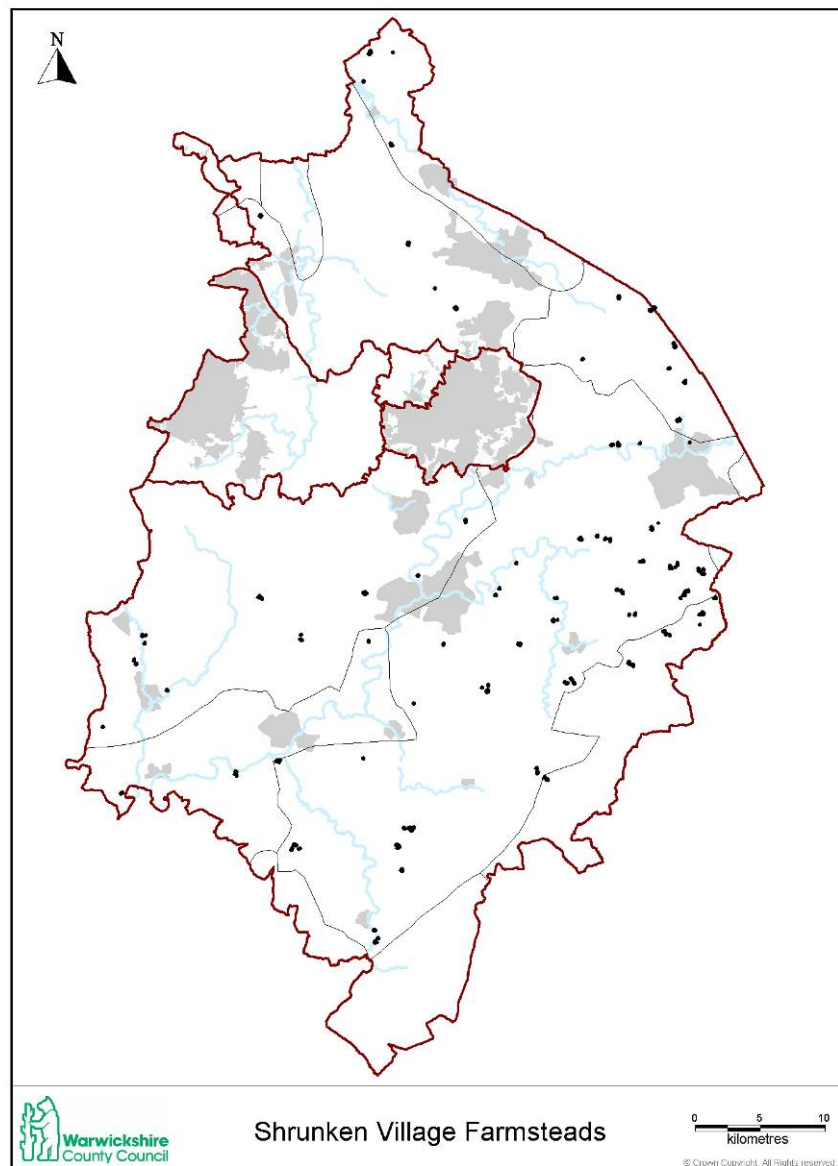 N
Warwickshire
County Council
Shrunken Village Farmsteads
0 5 10
kilometres
© Crown Copyright. All Rights reserved.